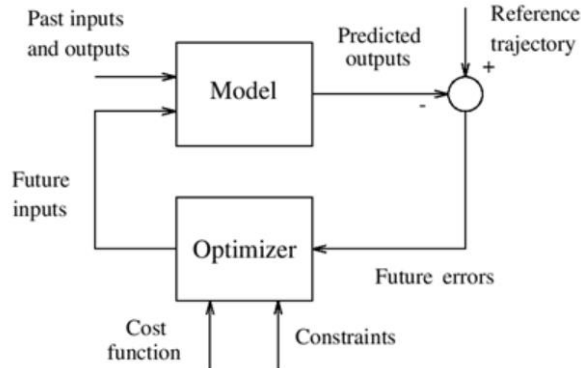 Past inputs
and outputs
Predicted
outputs
Reference
trajectory
+
-
Model
Future
inputs
Optimizer
Future errors
Cost
function
Constraints